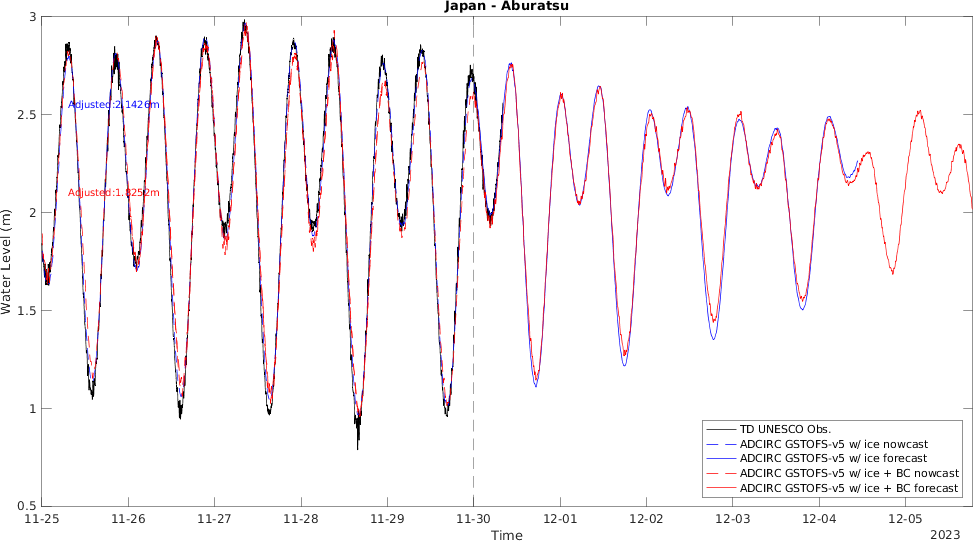 Japan - Aburatsu
Water Level (m)
3
2.5
2
1.5
1
0.5
Adjusted:2.1426m
Adjusted:1.8252m
TD UNESCO Obs.
ADCIRC GSTOFS-v5 w/ ice nowcast
ADCIRC GSTOFS-v5 w/ ice forecast
ADCIRC GSTOFS-v5 w/ ice + BC nowcast
ADCIRC GSTOFS-v5 w/ ice + BC forecast
11-25 11-26 11-27 11-28 11-29 11-30 12-01 12-02 12-03 12-04 12-05
Time
2023